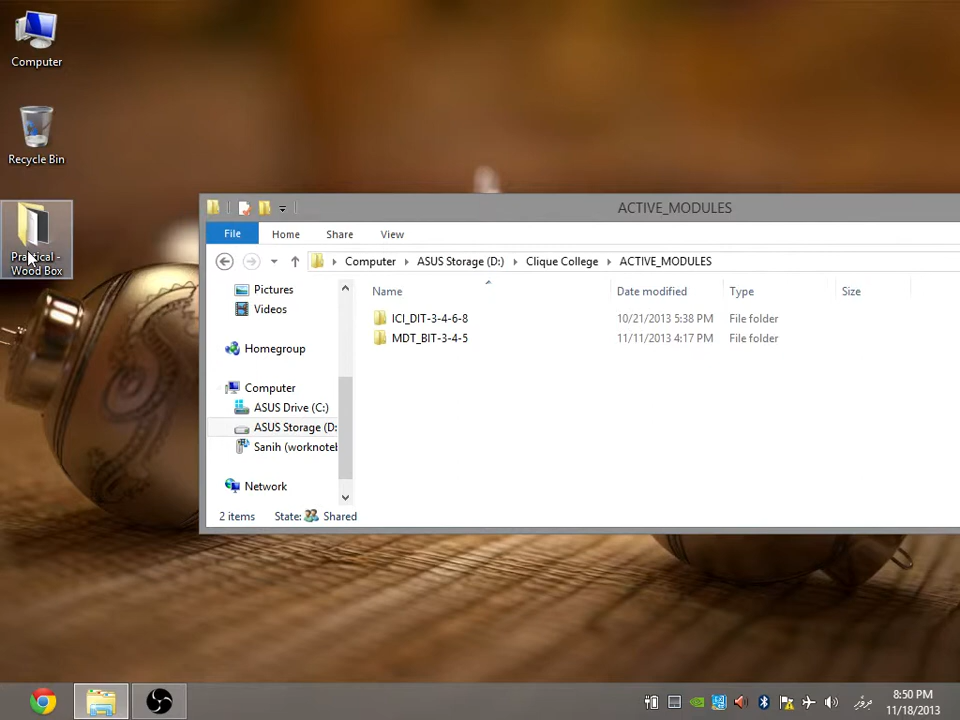 Computer
Recycle Bin
Practical -
Wood Box
ACTIVE_MODULES
File Home Share View
Computer ASUS Storage (D:) Clique College ACTIVE_MODULES
Name Date modified Type Size
Pictures
Videos
Homegroup
Computer
ASUS Drive (C:)
ASUS Storage (D:
Sanih (worknote
Network
ICI_DIT-3-4-6-8 10/21/2013 5:38 PM File folder
MDT_BIT-3-4-5 11/11/2013 4:17 PM File folder
2 items State: Shared
8:50 PM
11/18/2013